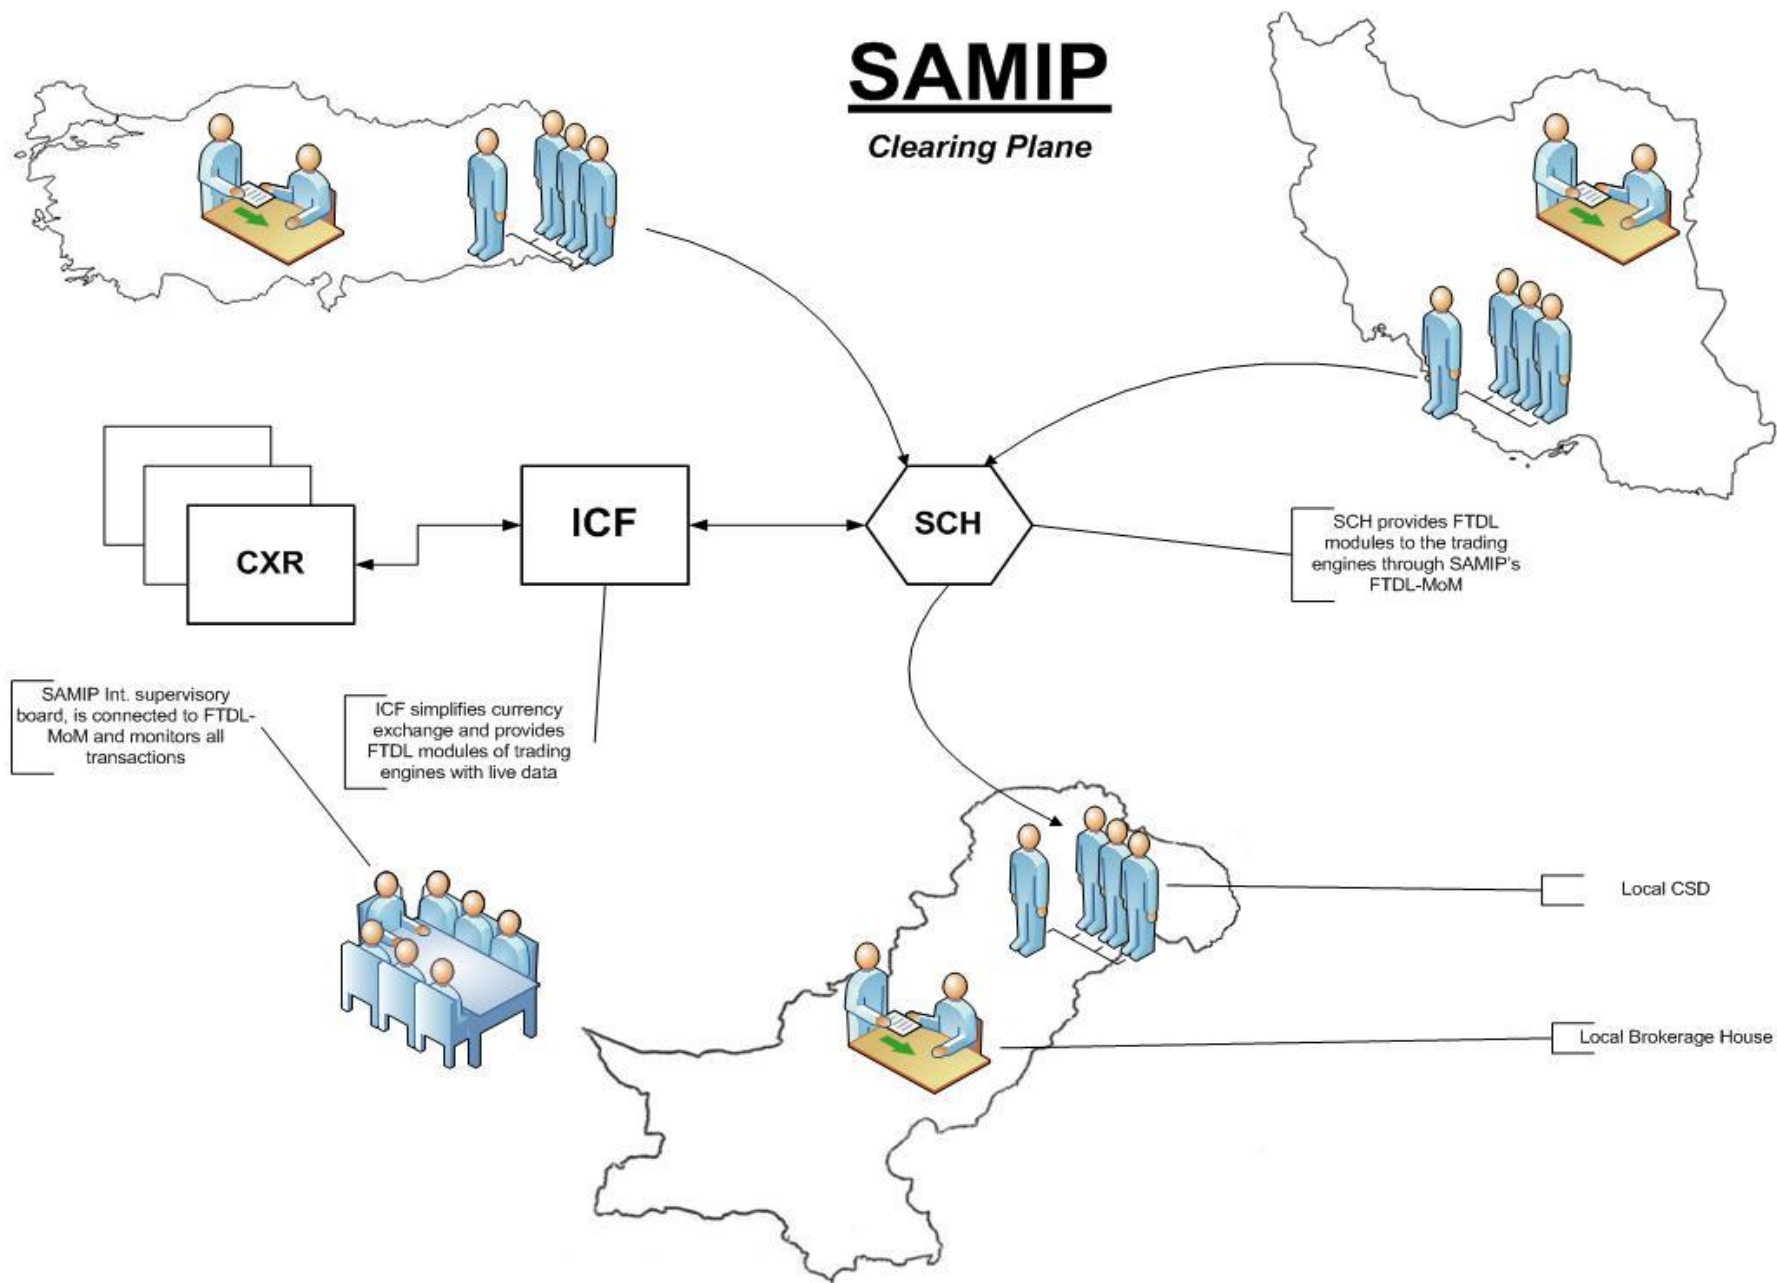 SAMIP
Clearing Plane
ICF
SCH
CXR
SCH provides FTDL
modules to the trading
engines through SAMIP's
FTDL-MoM
SAMIP Int. supervisory
board, is connected to FTDL-
MoM and monitors all
transactions
ICF simplifies currency
exchange and provides
FTDL modules of trading
engines with live data
Local CSD
Local Brokerage House